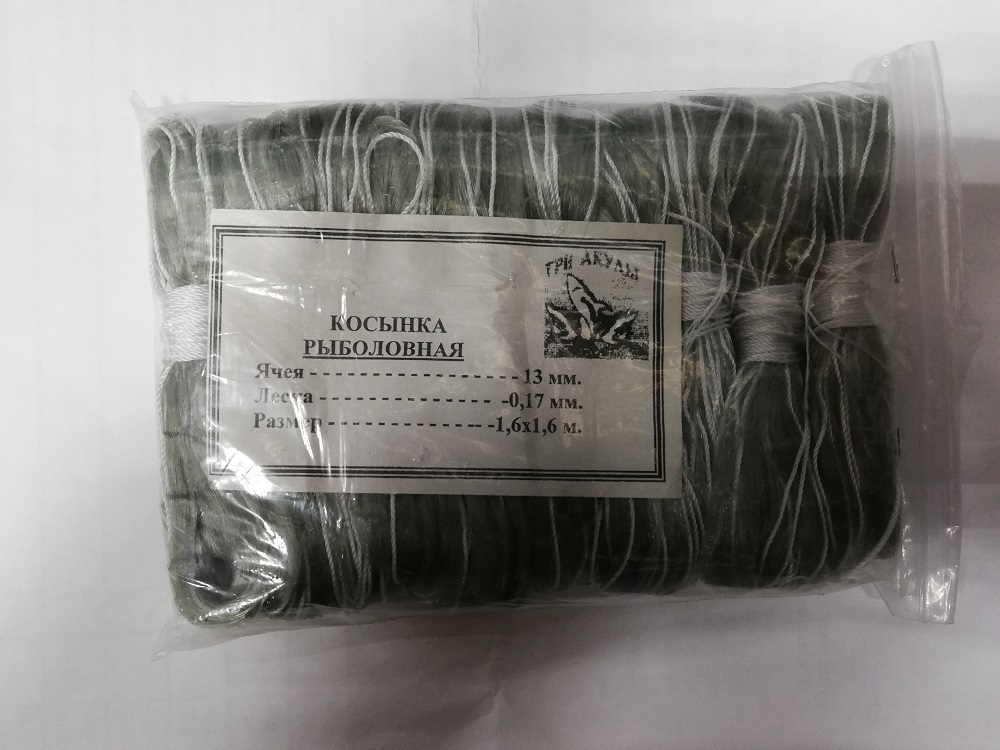 ТРИ АКУЛЫ
КОСЫНКА
РЫБОЛОВНАЯ
Ячея - - - - - - - - - - - - - - - - - - 13 мм.
Леска - - - - - - - - - - - - - - - -0,17 мм.
Размер - - - - - - - - - - - - -- -1,6х1,6 м.